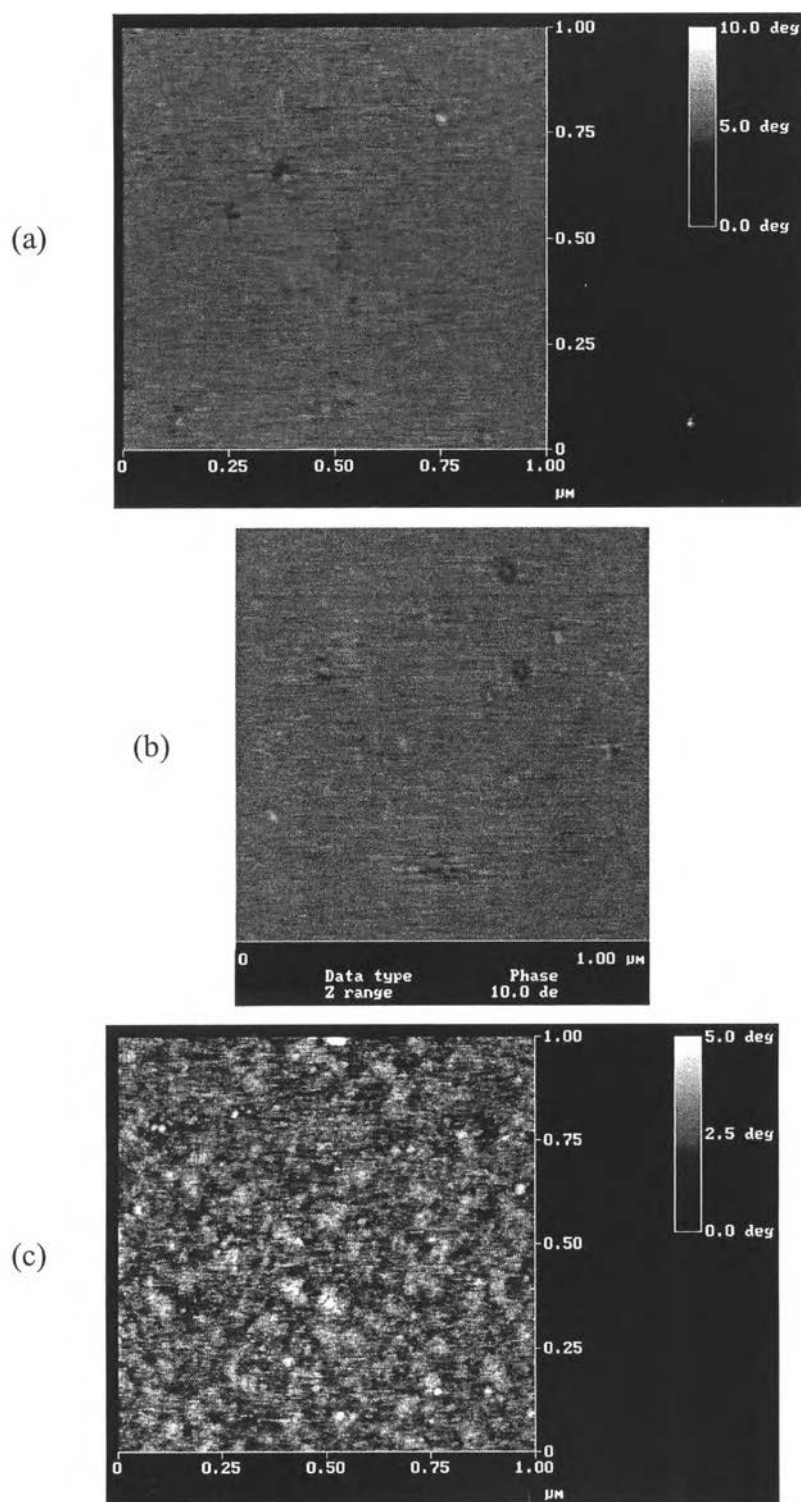 (a)
1.00
0.75
0.50
0.25
0
0 0.25 0.50 0.75 1.00
µM
10.0 deg
5.0 deg
0.0 deg
(b)
0 1.00 µM
Data type Phase
Z range 10.0 de
(c)
1.00
0.75
0.50
0.25
0
0 0.25 0.50 0.75 1.00
µM
5.0 deg
2.5 deg
0.0 deg